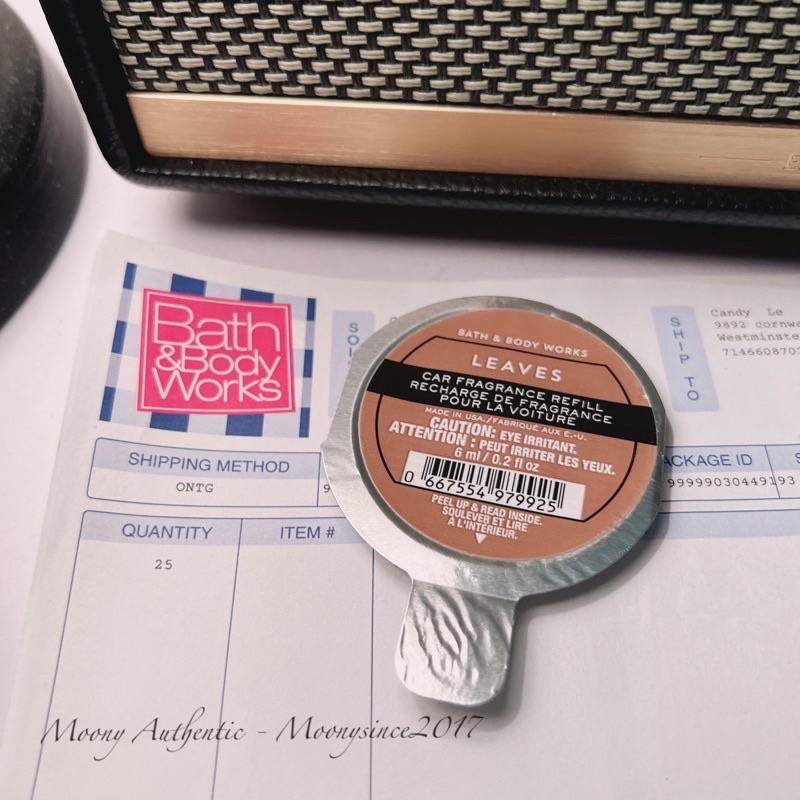 Bath
& Body
Works
SHIP TO
Candy Le
9892
Westminste
SHIPPING METHOD
ONTG
ACKAGE ID
99999030449193
QUANTITY
ITEM #
25
BATH & BODY WORKS
LEAVES
CAR FRAGRANCE REFILL
RECHARGE DE FRAGRANCE
POUR LA VOITURE
MADE IN USA./FABRIQUÉ AUX É.-U.
CAUTION: EYE IRRITANT.
ATTENTION : PEUT IRRITER LES YEUX.
6 ml / 0.2 fl oz
0 667554 979925
PEEL UP & READ INSIDE.
SOULEVER ET LIRE
À L'INTÉRIEUR.
Moony Authentic - Moonysince2017